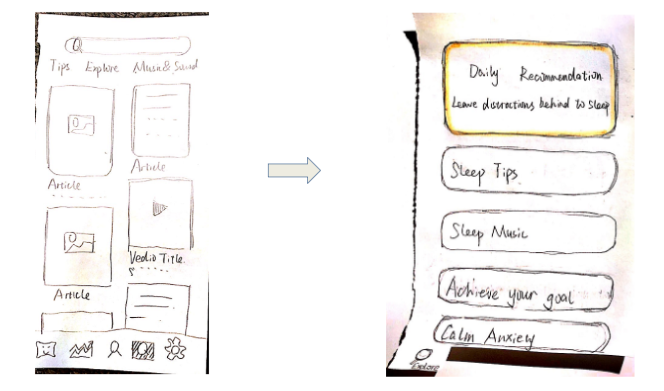 Tips Explore Music & Sound
Article
Article
Vedio Title.
Article
Daily Recommendation
Leave distractions behind to sleep
Sleep Tips
Sleep Music
Achieve your goal
Calm Anxiety
Explore